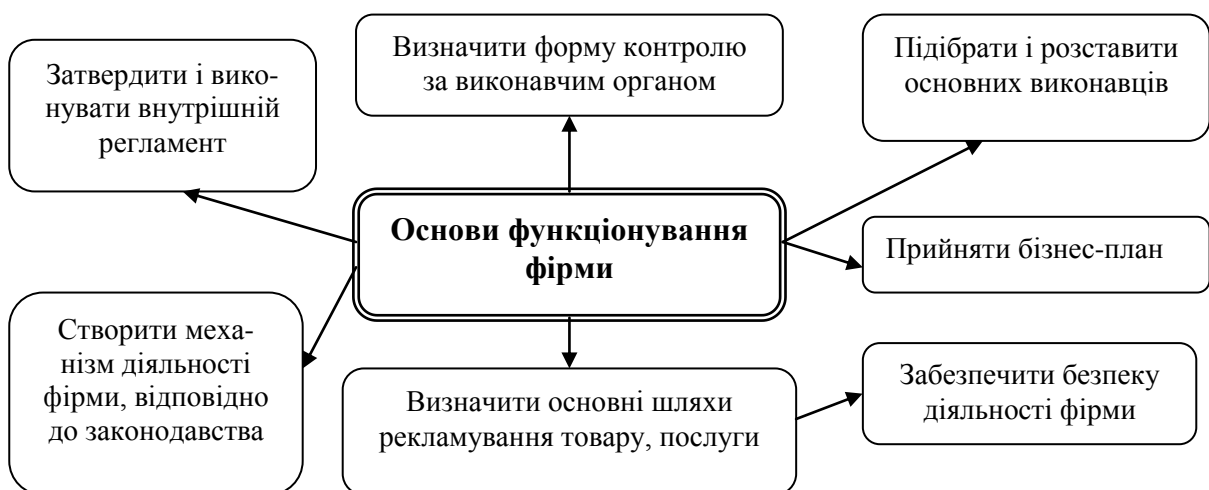 Затвердити і вико-
нувати внутрішній
регламент
Визначити форму контролю
за виконавчим органом
Підібрати і розставити
основних виконавців
Основи функціонування
фірми
Прийняти бізнес-план
Створити меха-
нізм діяльності
фірми, відповідно
до законодавства
Визначити основні шляхи
рекламування товару, послуги
Забезпечити безпеку
діяльності фірми